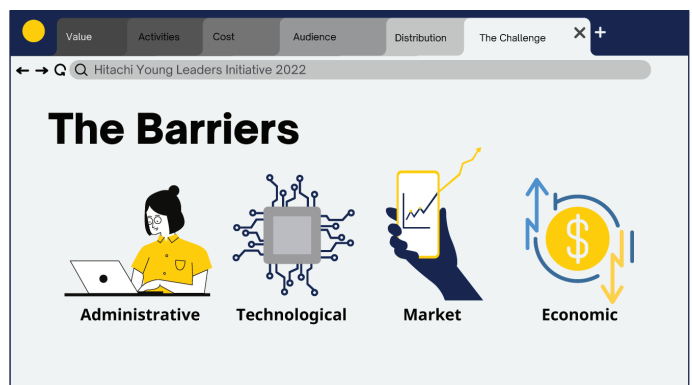 Value Activities Cost Audience Distribution The Challenge
Hitachi Young Leaders Initiative 2022
The Barriers
$
Administrative Technological Market Economic